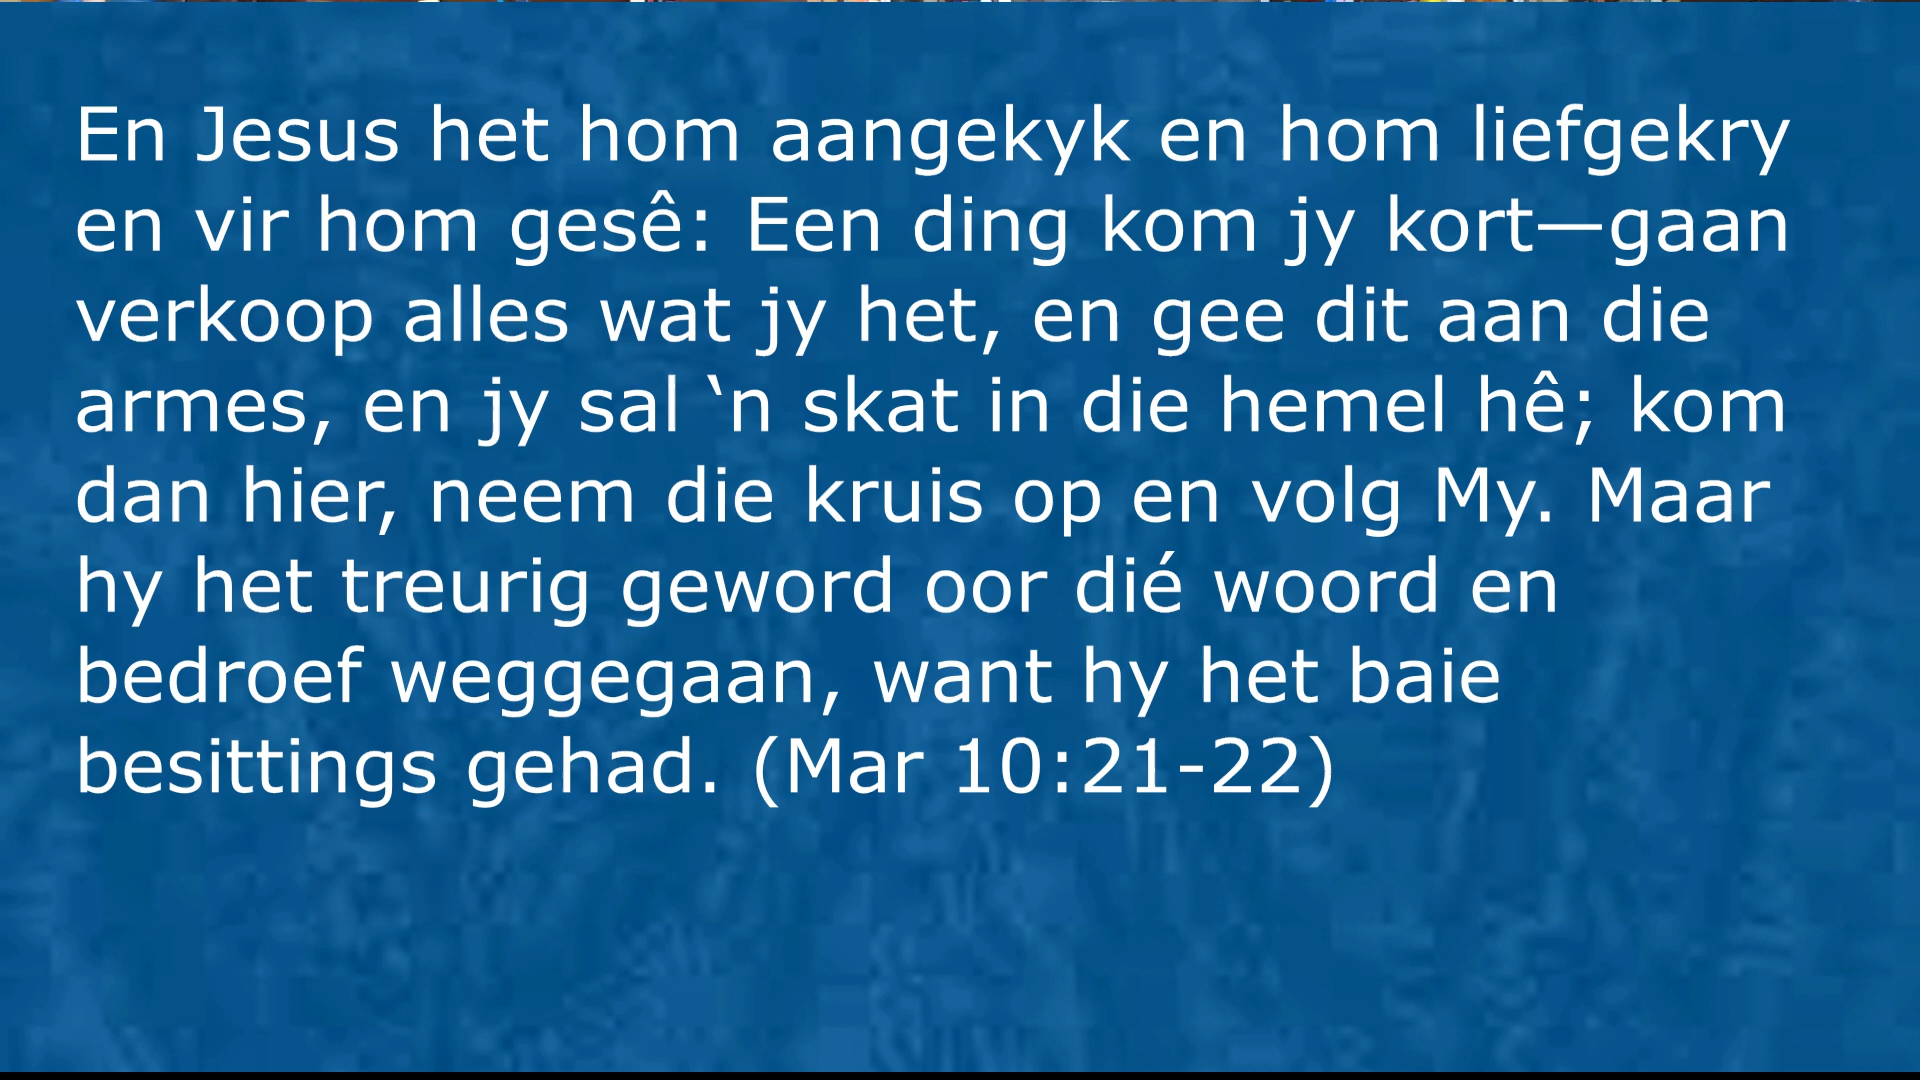 En Jesus het hom aangekyk en hom liefgekry
en vir hom gesê: Een ding kom jy kort—gaan
verkoop alles wat jy het, en gee dit aan die
armes, en jy sal ‘n skat in die hemel hê; kom
dan hier, neem die kruis op en volg My. Maar
hy het treurig geword oor dié woord en
bedroef weggegaan, want hy het baie
besittings gehad. (Mar 10:21-22)